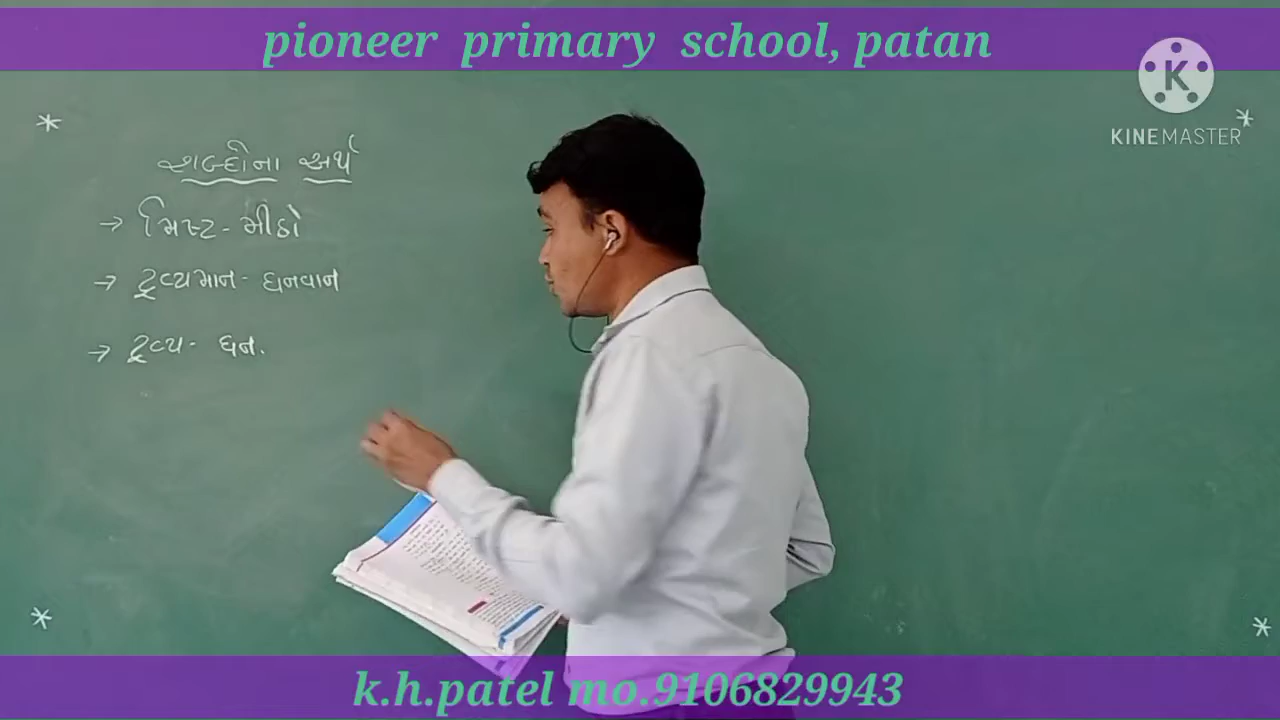 pioneer primary school, patan
KINEMASTER
શબ્દોના અર્થ
→ મિષ્ટ - મીઠો
→ દ્રવ્યમાન - ધનવાન
→ દ્રવ્ય - ધન.
k.h.patel mo.9106829943